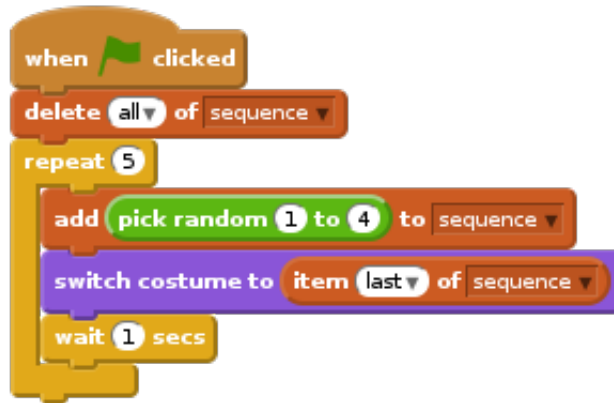 when clicked
delete all of sequence
repeat 5
add pick random 1 to 4 to sequence
switch costume to item last of sequence
wait 1 secs